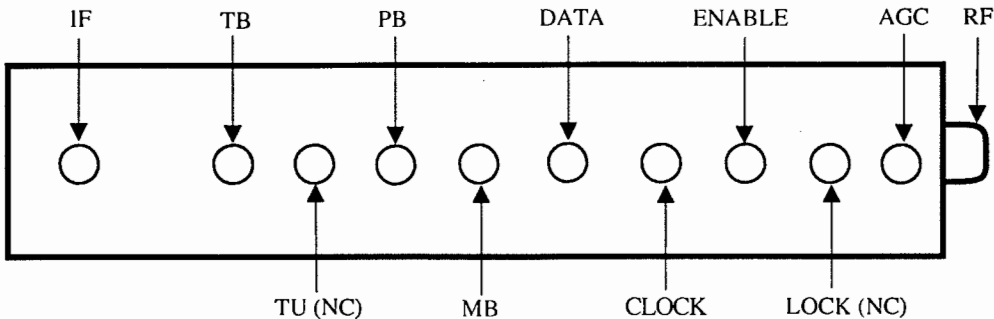 IF TB PB DATA ENABLE AGC RF
TU (NC) MB CLOCK LOCK (NC)